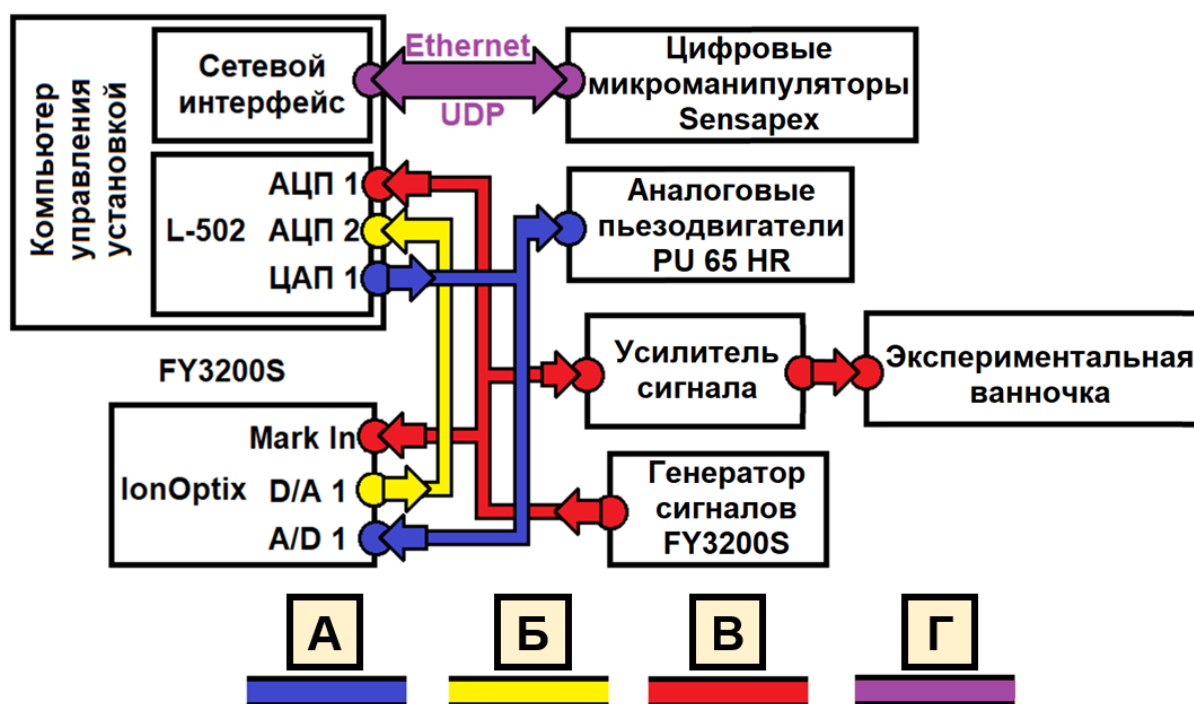 Компьютер
управления
установкой
Сетевой
интерфейс
Ethernet
UDP
Цифровые
микроманипуляторы
Sensapex
L-502
АЦП 1
АЦП 2
ЦАП 1
Аналоговые
пьезодвигатели
PU 65 HR
FY3200S
Усилитель
сигнала
Экспериментальная
ванночка
IonOptix
Mark In
D/A 1
A/D 1
Генератор
сигналов
FY3200S
А
Б
В
Г